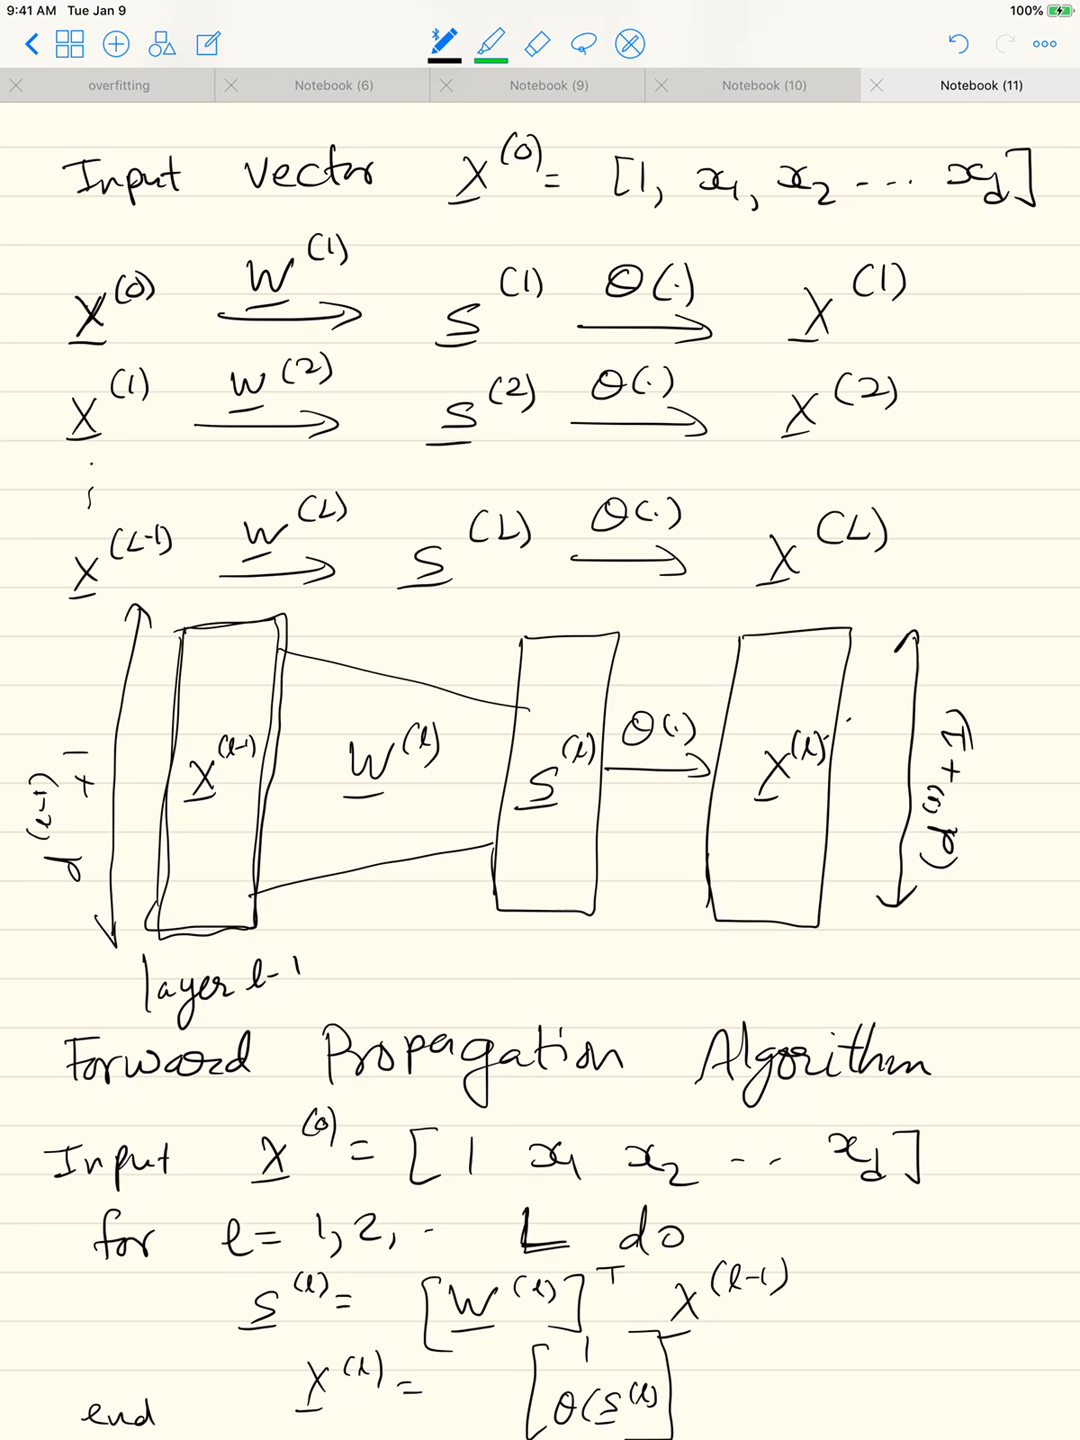 9:41 AM Tue Jan 9 100%
overfitting Notebook (6) Notebook (9) Notebook (10) Notebook (11)
Input vector X^(0) = [1, x1, x2 ---- xd]
X^(0) W^(1) ⟹ S^(1) θ(·) ⟹ X^(1)
X^(1) W^(2) ⟹ S^(2) θ(·) ⟹ X^(2)
⋮
X^(L-1) W^(L) ⟹ S^(L) θ(·) ⟹ X^(L)
d^(l-1) + 1 X^(l-1) W^(l) S^(l) θ(·) → X^(l) (d^(l) + 1)
layer l-1
Forward Propagation Algorithm
Input X^(0) = [1 x1 x2 -- xd]
for l = 1, 2, - L do
S^(l) = [W^(l)]^T X^(l-1)
X^(l) = [1 θ(S^(l))]
end